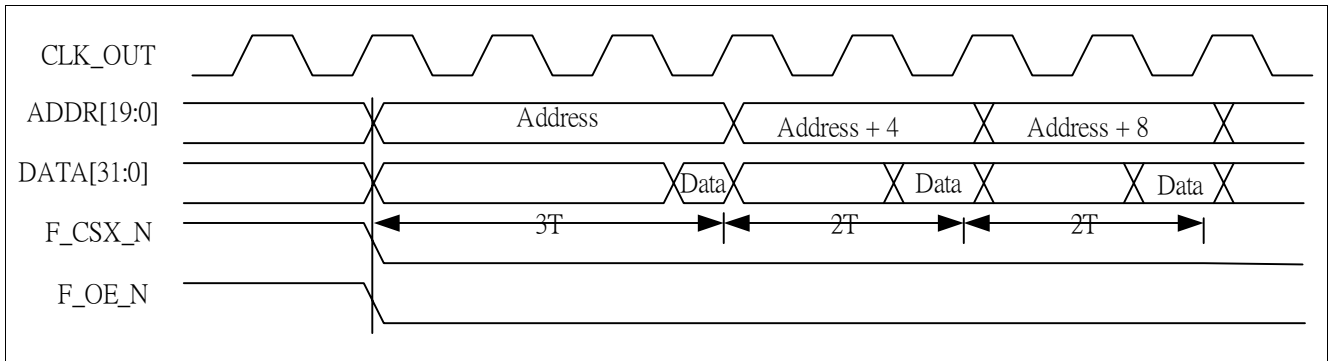 CLK_OUT
ADDR[19:0]
Address
Address + 4
Address + 8
DATA[31:0]
Data
Data
Data
F_CSX_N
3T
2T
2T
F_OE_N